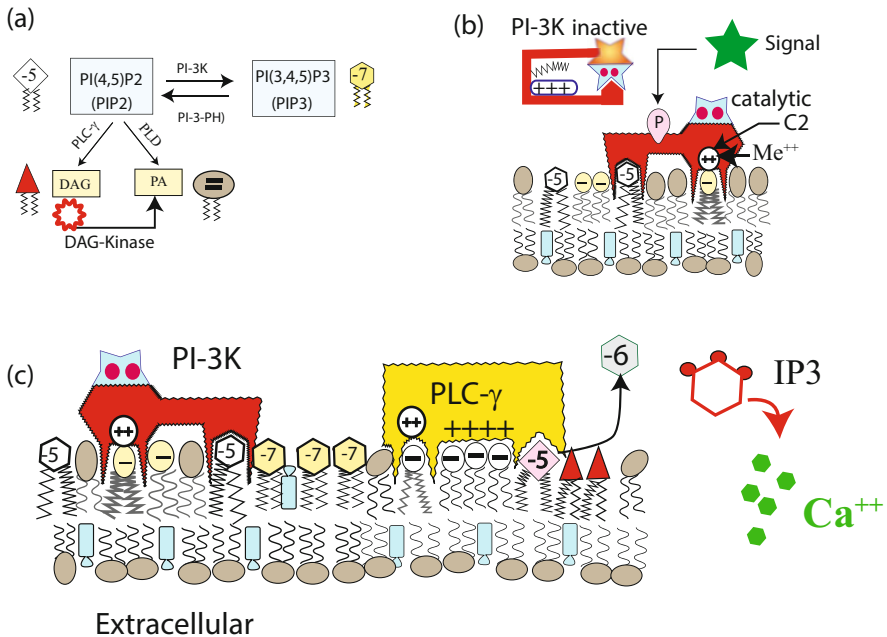 (a)
-5
PI(4,5)P2
(PIP2)
PI-3K
PI-3-PH)
PI(3,4,5)P3
(PIP3)
-7
PLC-γ
PLD
DAG
PA
=
DAG-Kinase
(b)
PI-3K inactive
+++
Signal
P
catalytic
C2
++
Me++
-5
− −
-5
−
(c)
PI-3K
++
-5
−
−
-5
-7
-7
-7
PLC-γ
++
++++
−
− − −
-5
-6
IP3
Ca++
Extracellular